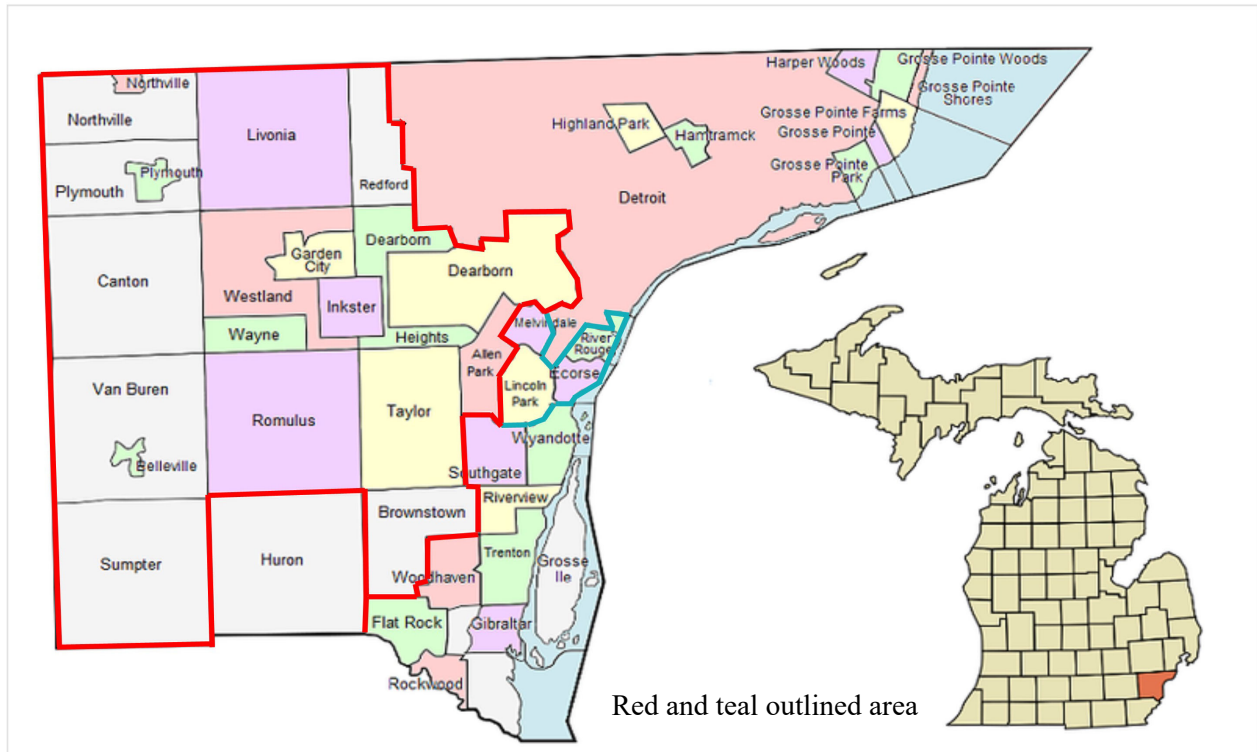 Harper Woods
Grosse Pointe Woods
Northville
Grosse Pointe
Shores
Northville
Livonia
Highland Park
Grosse Pointe Farms
Hamtramck
Grosse Pointe
Plymouth
Grosse Pointe
Park
Plymouth
Redford
Detroit
Dearborn
Garden
City
Dearborn
Canton
Westland
Inkster
Melvindale
Wayne
Heights
River
Rouge
Allen
Park
Ecorse
Van Buren
Lincoln
Park
Romulus
Taylor
Wyandotte
Belleville
Southgate
Riverview
Brownstown
Trenton
Sumpter
Huron
Grosse
Ile
Woodhaven
Flat Rock
Gibraltar
Rockwood
Red and teal outlined area